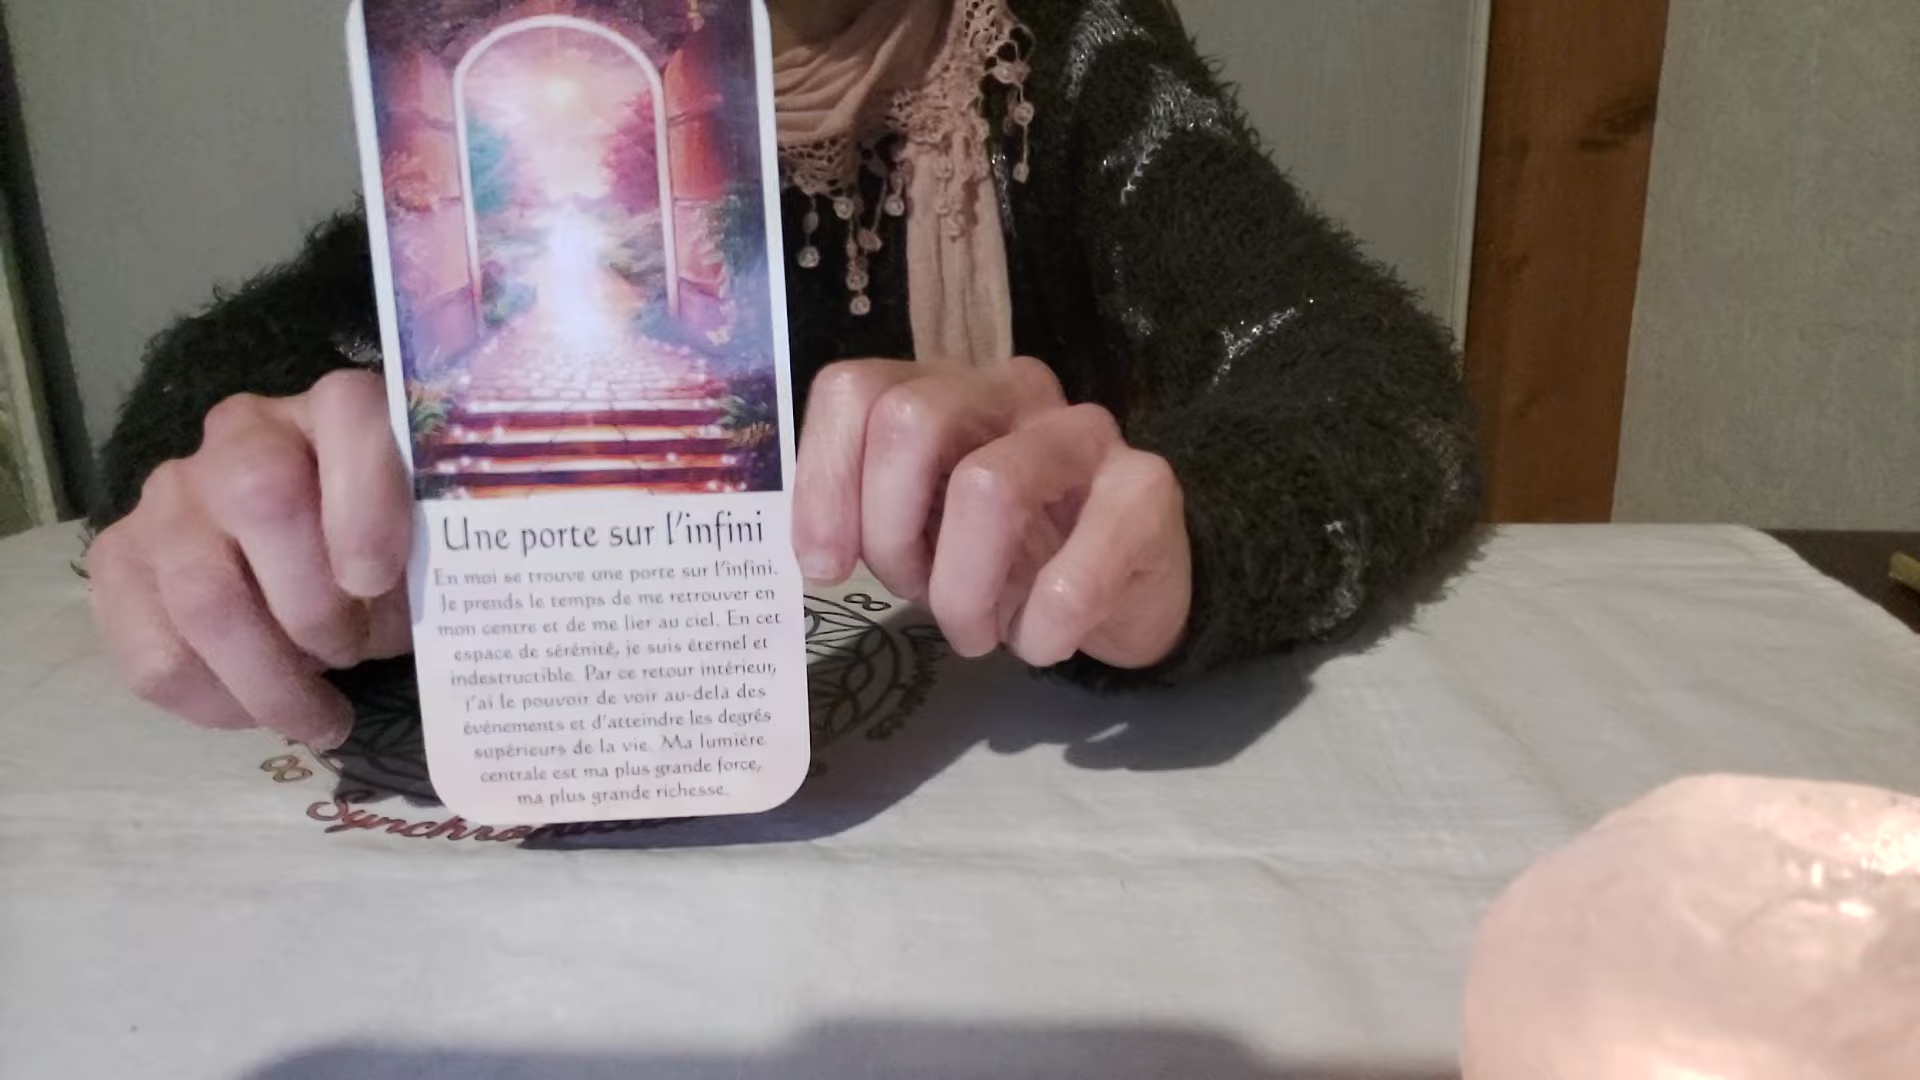 Une porte sur l'infini
En moi se trouve une porte sur l'infini.
Je prends le temps de me retrouver en
mon centre et de me lier au ciel. En cet
espace de sérénité, je suis éternel et
indestructible. Par ce retour intérieur,
j'ai le pouvoir de voir au-delà des
événements et d'atteindre les degrés
supérieurs de la vie. Ma lumière
centrale est ma plus grande force,
ma plus grande richesse.